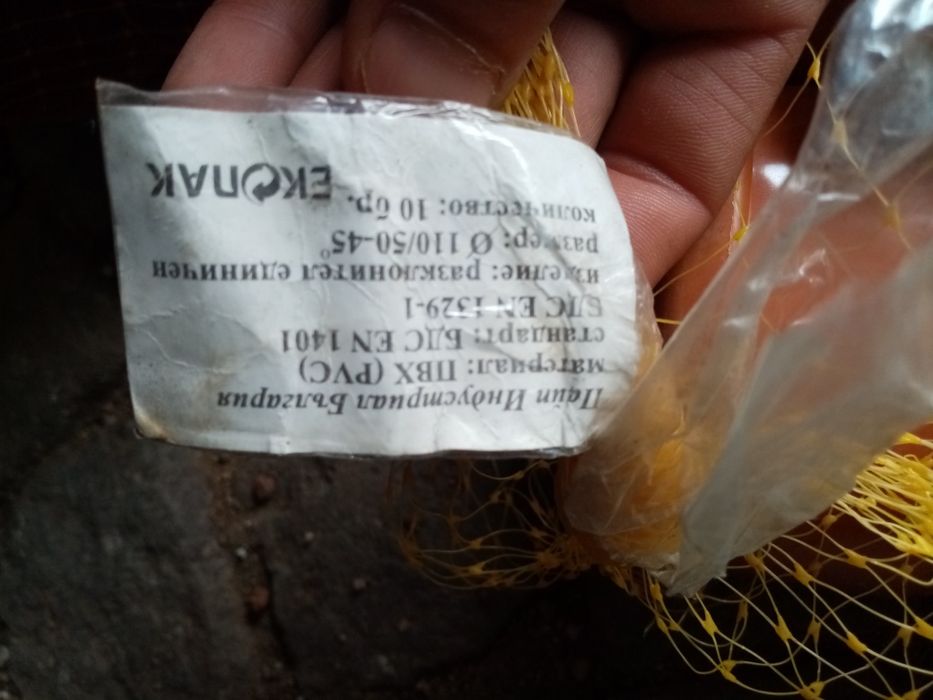 Пайп Индустриал България
материал: ПВХ (PVC)
стандарт: БДС EN 1401
БДС EN 1329-1
изделие: разклонител единичен
размер: Ø 110/50-45°
количество: 10 бр.
ЕКОПАК